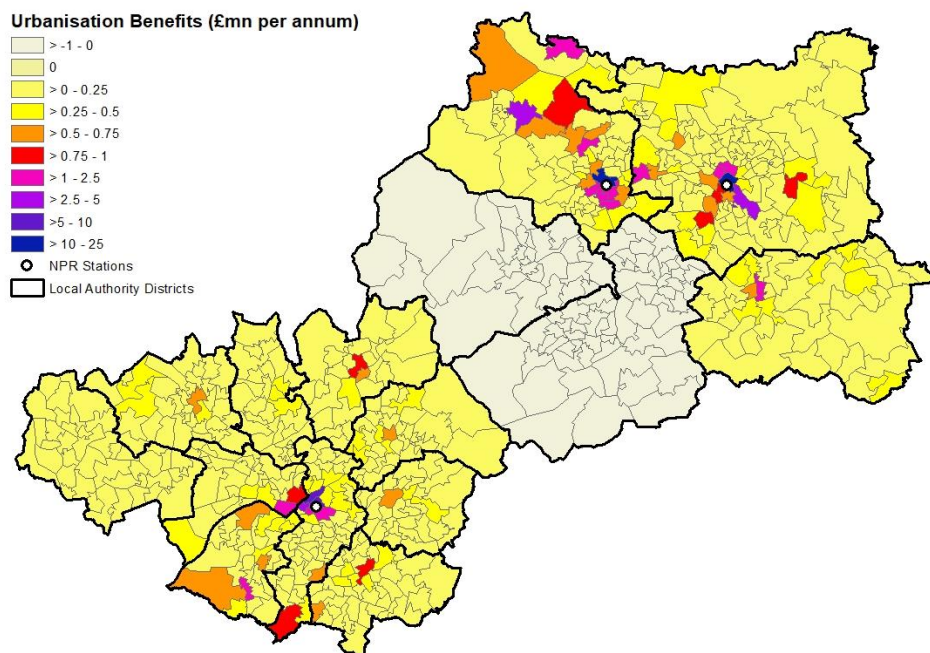 Urbanisation Benefits (£mn per annum)
> -1 - 0
0
> 0 - 0.25
> 0.25 - 0.5
> 0.5 - 0.75
> 0.75 - 1
> 1 - 2.5
> 2.5 - 5
>5 - 10
> 10 - 25
NPR Stations
Local Authority Districts